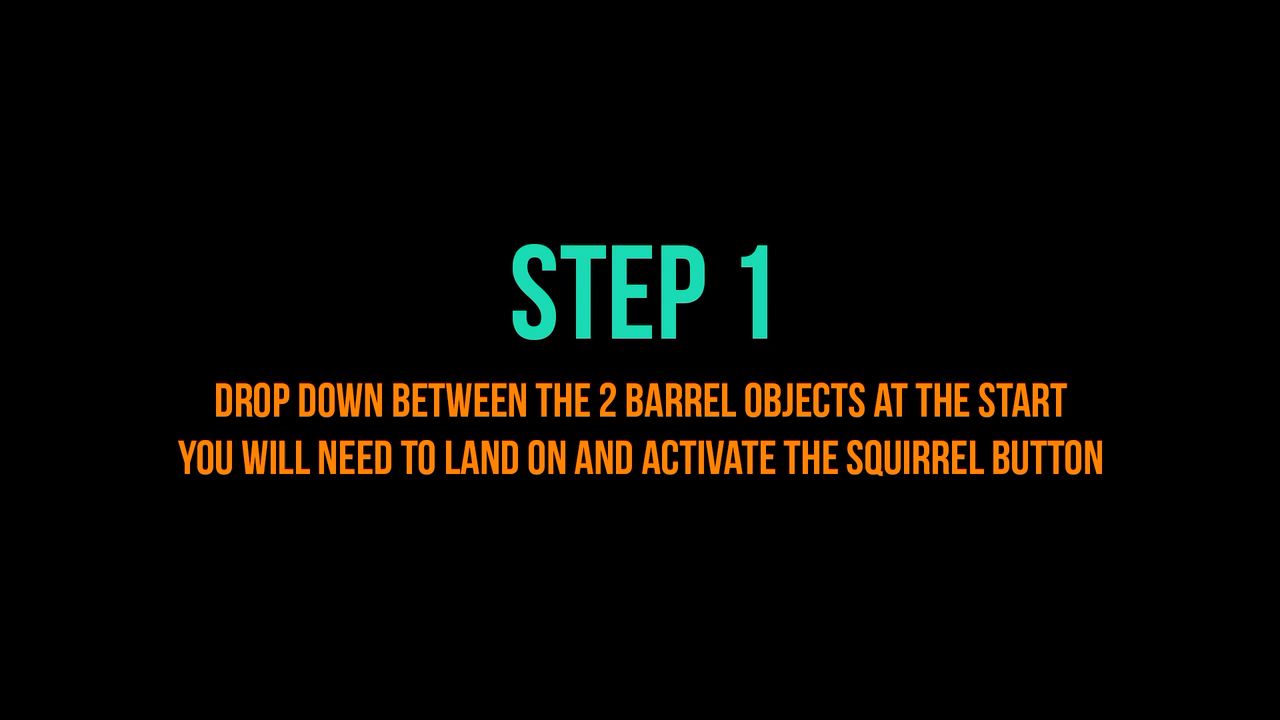 STEP 1
DROP DOWN BETWEEN THE 2 BARREL OBJECTS AT THE START
YOU WILL NEED TO LAND ON AND ACTIVATE THE SQUIRREL BUTTON